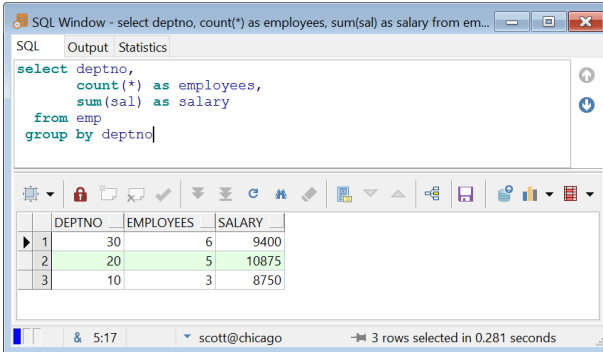 SQL Window - select deptno, count(*) as employees, sum(sal) as salary from em...
SQL Output Statistics
select deptno,
count(*) as employees,
sum(sal) as salary
from emp
group by deptno
DEPTNO EMPLOYEES SALARY
1 30 6 9400
2 20 5 10875
3 10 3 8750
& 5:17 scott@chicago 3 rows selected in 0.281 seconds